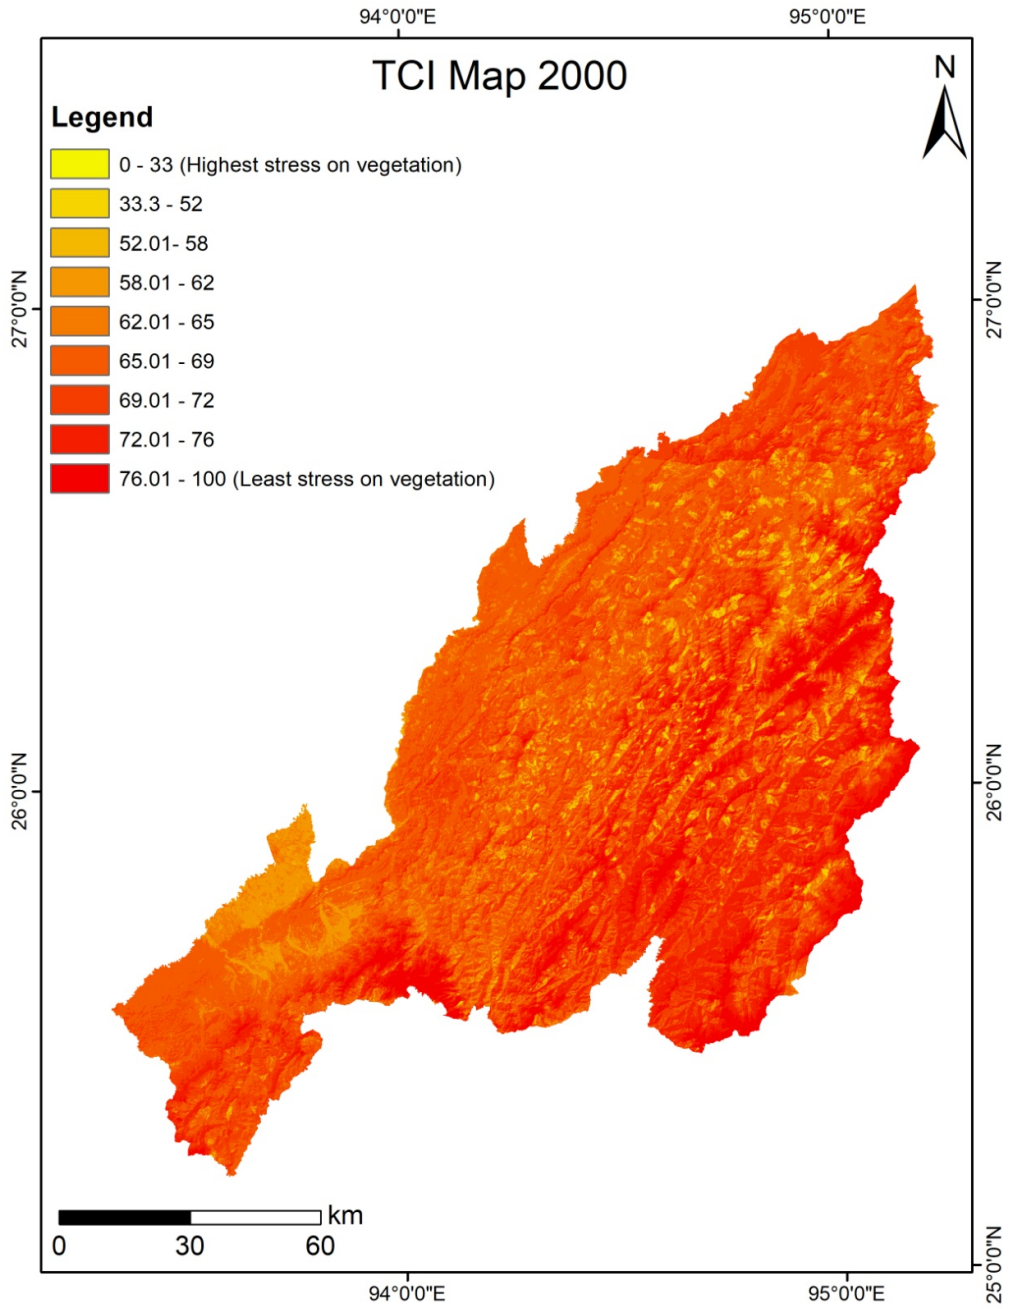 94°0'0"E 95°0'0"E
TCI Map 2000
N
Legend
0 - 33 (Highest stress on vegetation)
33.3 - 52
52.01- 58
58.01 - 62
62.01 - 65
65.01 - 69
69.01 - 72
72.01 - 76
76.01 - 100 (Least stress on vegetation)
27°0'0"N
27°0'0"N
26°0'0"N
26°0'0"N
25°0'0"N
km
0 30 60
94°0'0"E 95°0'0"E